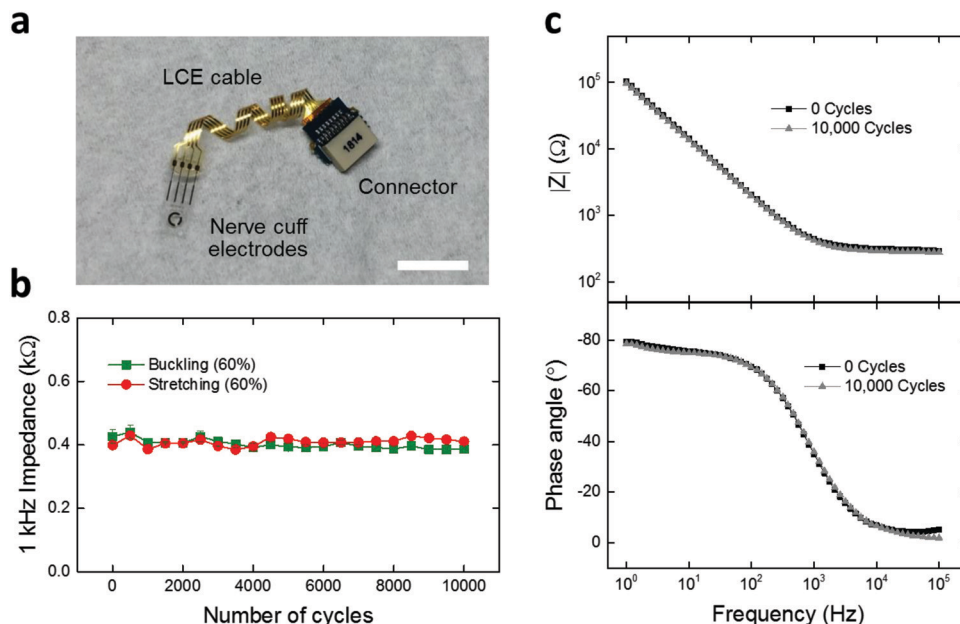 a
LCE cable
1814
Connector
Nerve cuff
electrodes
b
0.8
0.6
0.4
0.2
0.0
1 kHz Impedance (kΩ)
Buckling (60%)
Stretching (60%)
0 2000 4000 6000 8000 10000
Number of cycles
c
10⁵
10⁴
10³
10²
|Z| (Ω)
0 Cycles
10,000 Cycles
-80
-60
-40
-20
0
Phase angle (°)
0 Cycles
10,000 Cycles
10⁰ 10¹ 10² 10³ 10⁴ 10⁵
Frequency (Hz)